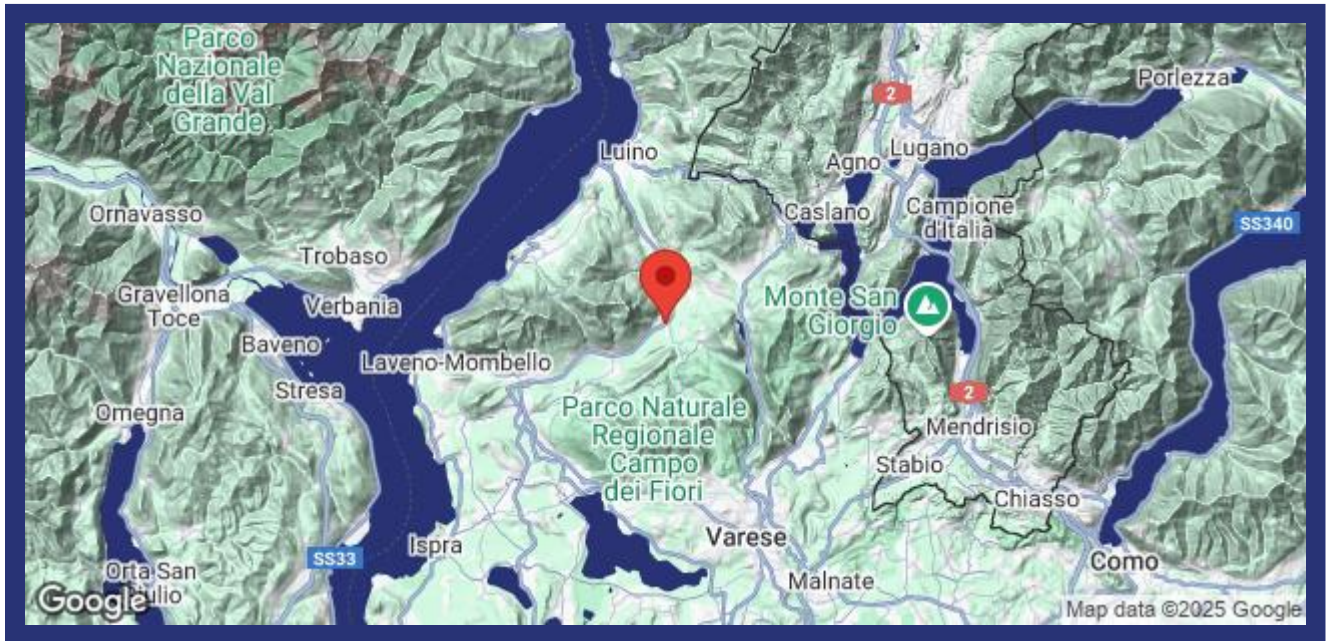 Parco
Nazionale
della Val
Grande
Porlezza
2
Luino
Lugano
Agno
Ornavasso
Caslano
Campione
d'Italia
SS340
Trobaso
Gravellona
Toce
Verbania
Monte San
Giorgio
Baveno
Laveno-Mombello
Stresa
2
Omegna
Parco Naturale
Regionale
Campo
dei Fiori
Mendrisio
Stabio
Chiasso
Varese
Ispra
SS33
Como
Orta San
Malnate
Google
Map data ©2025 Google